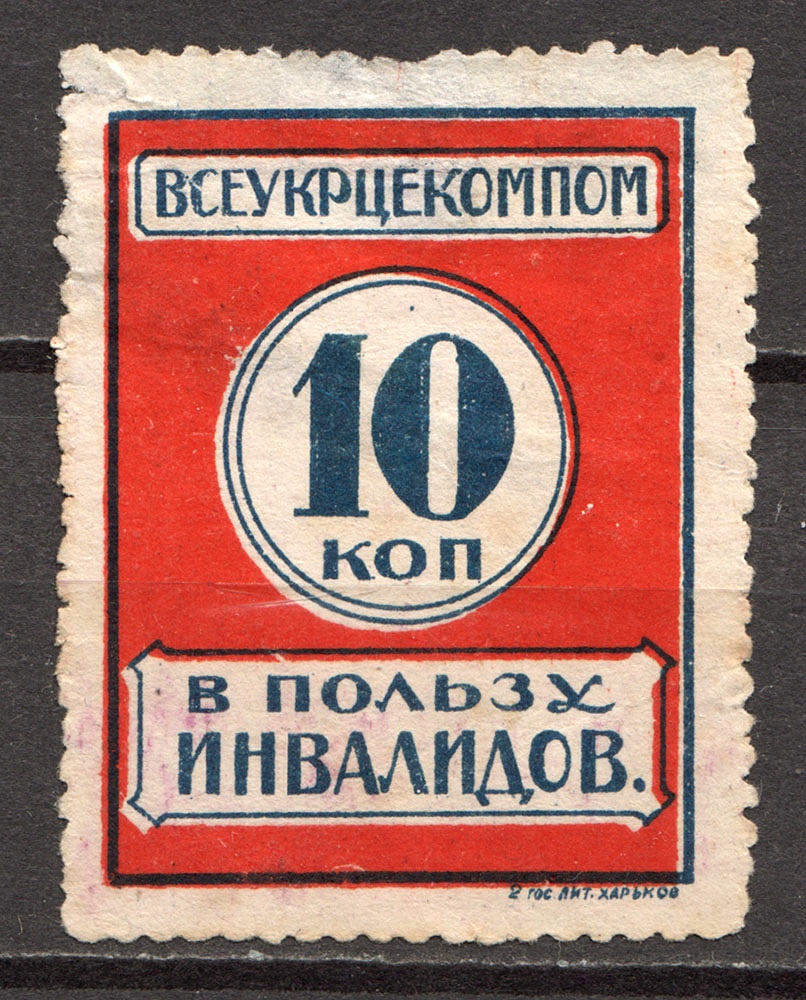 ВСЕУКРЦЕКОМПОМ
10
КОП
В ПОЛЬЗУ
ИНВАЛИДОВ.
2 ГОС. ЛИТ. ХАРЬКОВ